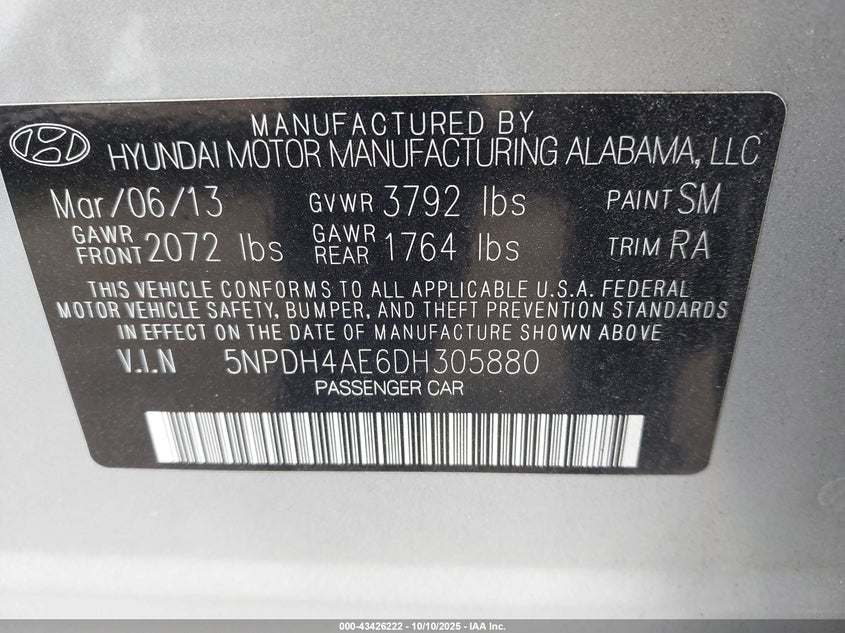 MANUFACTURED BY
HYUNDAI MOTOR MANUFACTURING ALABAMA, LLC
Mar/06/13 GVWR 3792 lbs PAINT SM
GAWR FRONT 2072 lbs GAWR REAR 1764 lbs TRIM RA
THIS VEHICLE CONFORMS TO ALL APPLICABLE U.S.A. FEDERAL
MOTOR VEHICLE SAFETY, BUMPER, AND THEFT PREVENTION STANDARDS
IN EFFECT ON THE DATE OF MANUFACTURE SHOWN ABOVE
V.I.N 5NPDH4AE6DH305880
PASSENGER CAR
000-43426222 - 10/10/2025 - IAA Inc.